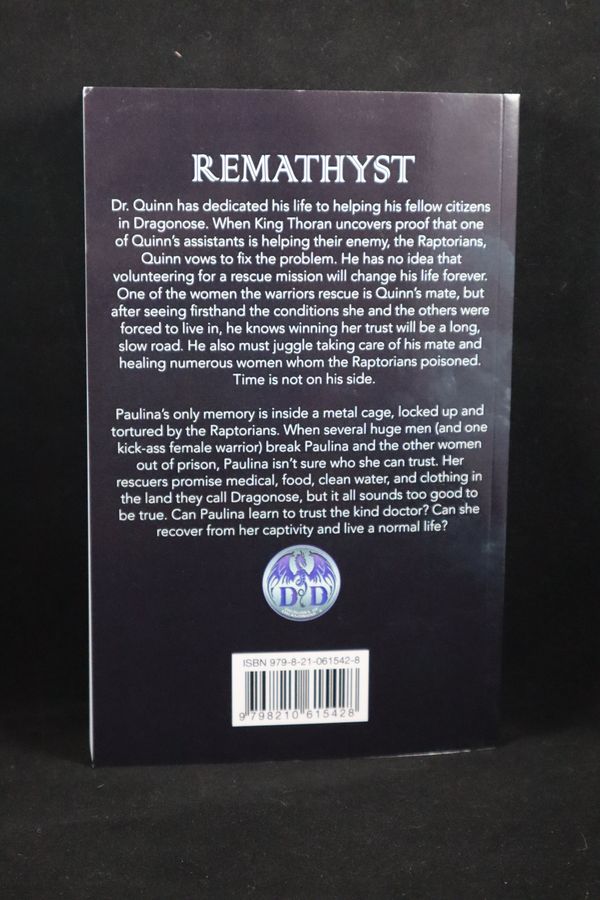 REMATHYST
Dr. Quinn has dedicated his life to helping his fellow citizens
in Dragonose. When King Thoran uncovers proof that one
of Quinn's assistants is helping their enemy, the Raptorians,
Quinn vows to fix the problem. He has no idea that
volunteering for a rescue mission will change his life forever.
One of the women the warriors rescue is Quinn's mate, but
after seeing firsthand the conditions she and the others were
forced to live in, he knows winning her trust will be a long,
slow road. He also must juggle taking care of his mate and
healing numerous women whom the Raptorians poisoned.
Time is not on his side.
Paulina's only memory is inside a metal cage, locked up and
tortured by the Raptorians. When several huge men (and one
kick-ass female warrior) break Paulina and the other women
out of prison, Paulina isn't sure who she can trust. Her
rescuers promise medical, food, clean water, and clothing in
the land they call Dragonose, but it all sounds too good to
be true. Can Paulina learn to trust the kind doctor? Can she
recover from her captivity and live a normal life?
D D
ISBN 979-8-21-061542-8
9 798210 615428